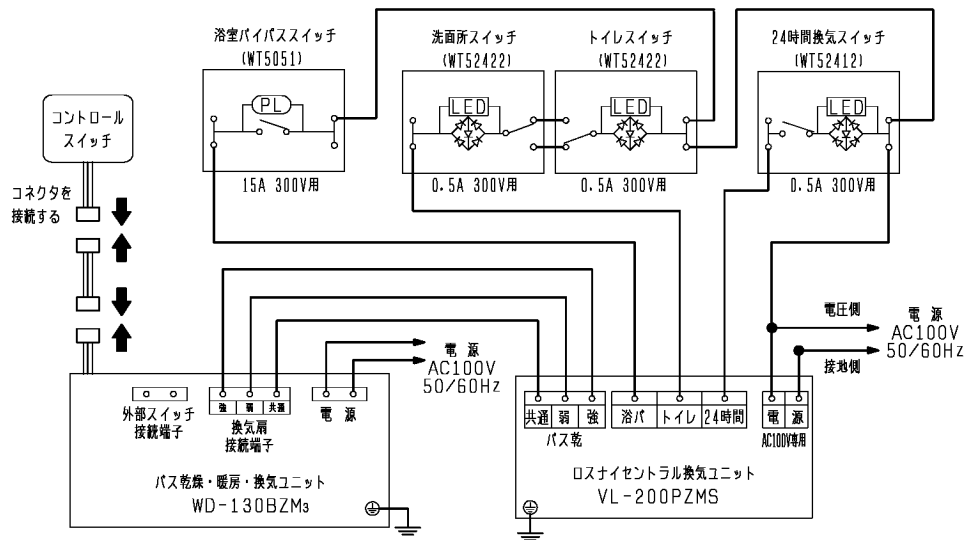 浴室バイパススイッチ
(WT5051)
洗面所スイッチ
(WT52422)
トイレスイッチ
(WT52422)
24時間換気スイッチ
(WT52412)
PL
LED
LED
LED
コントロール
スイッチ
15A 300V用
0.5A 300V用
0.5A 300V用
0.5A 300V用
コネクタを
接続する
電圧側
電 源
AC100V
50/60Hz
接地側
電 源
AC100V
50/60Hz
外部スイッチ
接続端子
強
弱
共通
換気扇
接続端子
電 源
共通
弱
強
バス乾
浴バ
トイレ
24時間
電
源
AC100V専用
バス乾燥・暖房・換気ユニット
WD-130BZM3
ロスナイセントラル換気ユニット
VL-200PZMS